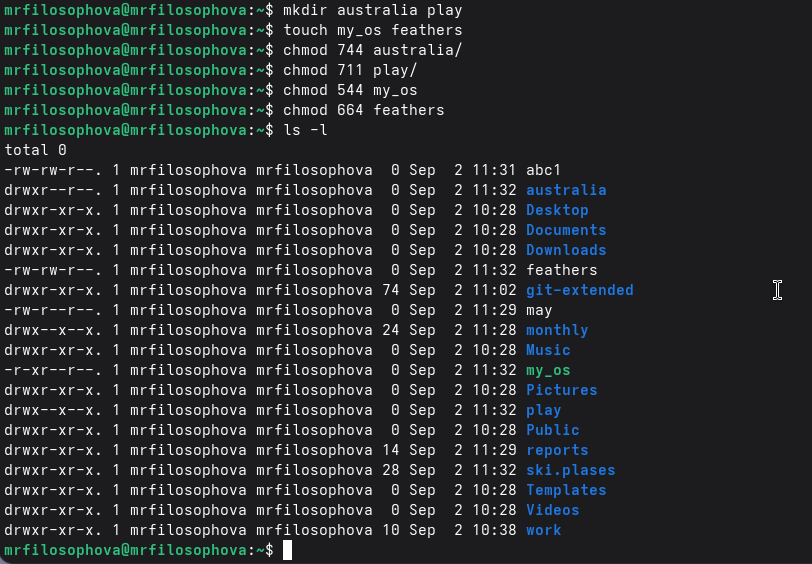 mrfilosophova@mrfilosophova:~$ mkdir australia play
mrfilosophova@mrfilosophova:~$ touch my_os feathers
mrfilosophova@mrfilosophova:~$ chmod 744 australia/
mrfilosophova@mrfilosophova:~$ chmod 711 play/
mrfilosophova@mrfilosophova:~$ chmod 544 my_os
mrfilosophova@mrfilosophova:~$ chmod 664 feathers
mrfilosophova@mrfilosophova:~$ ls -l
total 0
-rw-rw-r--. 1 mrfilosophova mrfilosophova  0 Sep  2 11:31 abc1
drwxr--r--. 1 mrfilosophova mrfilosophova  0 Sep  2 11:32 australia
drwxr-xr-x. 1 mrfilosophova mrfilosophova  0 Sep  2 10:28 Desktop
drwxr-xr-x. 1 mrfilosophova mrfilosophova  0 Sep  2 10:28 Documents
drwxr-xr-x. 1 mrfilosophova mrfilosophova  0 Sep  2 10:28 Downloads
-rw-rw-r--. 1 mrfilosophova mrfilosophova  0 Sep  2 11:32 feathers
drwxr-xr-x. 1 mrfilosophova mrfilosophova 74 Sep  2 11:02 git-extended
-rw-r--r--. 1 mrfilosophova mrfilosophova  0 Sep  2 11:29 may
drwx--x--x. 1 mrfilosophova mrfilosophova 24 Sep  2 11:28 monthly
drwxr-xr-x. 1 mrfilosophova mrfilosophova  0 Sep  2 10:28 Music
-r-xr--r--. 1 mrfilosophova mrfilosophova  0 Sep  2 11:32 my_os
drwxr-xr-x. 1 mrfilosophova mrfilosophova  0 Sep  2 10:28 Pictures
drwx--x--x. 1 mrfilosophova mrfilosophova  0 Sep  2 11:32 play
drwxr-xr-x. 1 mrfilosophova mrfilosophova  0 Sep  2 10:28 Public
drwxr-xr-x. 1 mrfilosophova mrfilosophova 14 Sep  2 11:29 reports
drwxr-xr-x. 1 mrfilosophova mrfilosophova 28 Sep  2 11:32 ski.plases
drwxr-xr-x. 1 mrfilosophova mrfilosophova  0 Sep  2 10:28 Templates
drwxr-xr-x. 1 mrfilosophova mrfilosophova  0 Sep  2 10:28 Videos
drwxr-xr-x. 1 mrfilosophova mrfilosophova 10 Sep  2 10:38 work
mrfilosophova@mrfilosophova:~$